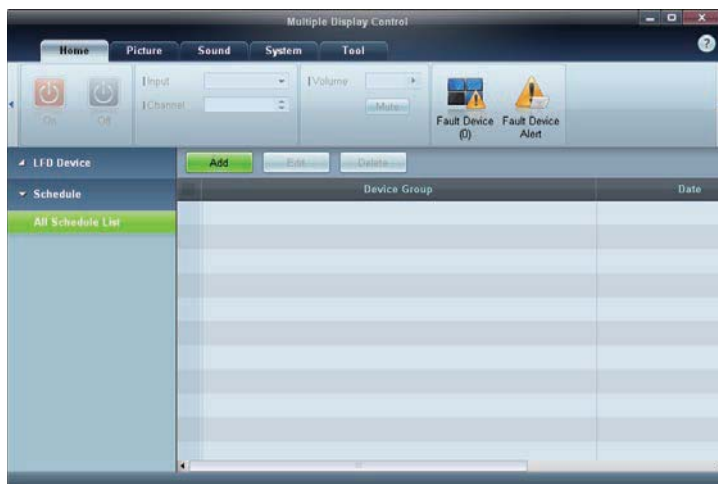 Multiple Display Control
Home Picture Sound System Tool
?
Input
Volume
On Off
Channel
Mute
Fault Device (0)
Fault Device Alert
LFD Device
Add Edit Delete
Schedule
Device Group Date
All Schedule List